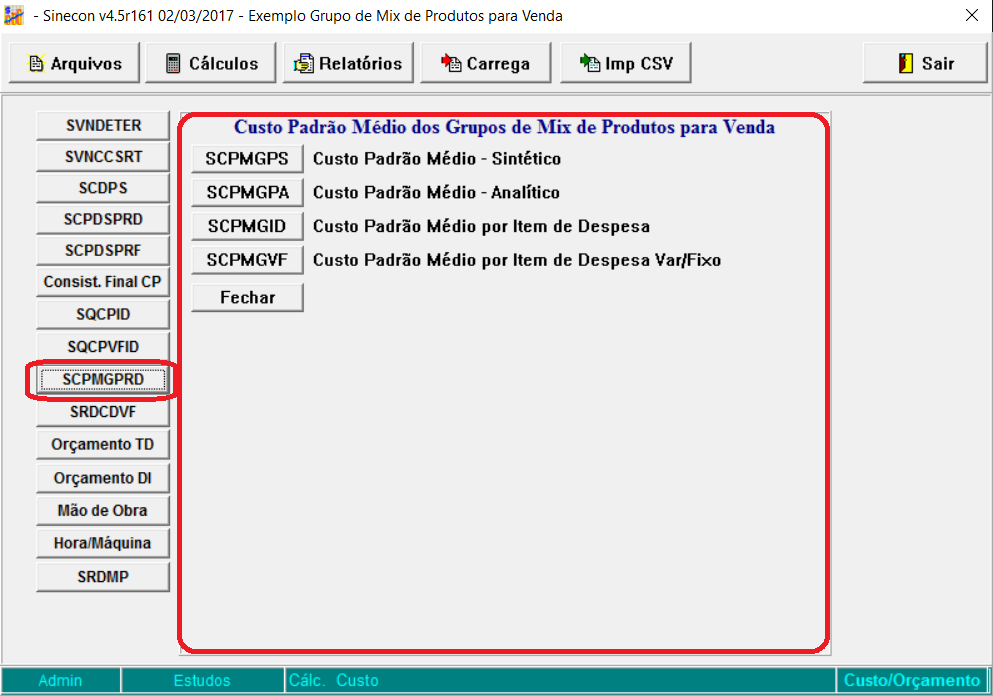 - Sinecon v4.5r161 02/03/2017 - Exemplo Grupo de Mix de Produtos para Venda
Arquivos Cálculos Relatórios Carrega Imp CSV Sair
SVNDETER
SVNCCSRT
SCDPS
SCPDSPRD
SCPDSPRF
Consist. Final CP
SQCPID
SQCPVFID
SCPMGPRD
SRDCDVF
Orçamento TD
Orçamento DI
Mão de Obra
Hora/Máquina
SRDMP
Custo Padrão Médio dos Grupos de Mix de Produtos para Venda
SCPMGPS Custo Padrão Médio - Sintético
SCPMGPA Custo Padrão Médio - Analítico
SCPMGID Custo Padrão Médio por Item de Despesa
SCPMGVF Custo Padrão Médio por Item de Despesa Var/Fixo
Fechar
Admin Estudos Cálc. Custo Custo/Orçamento